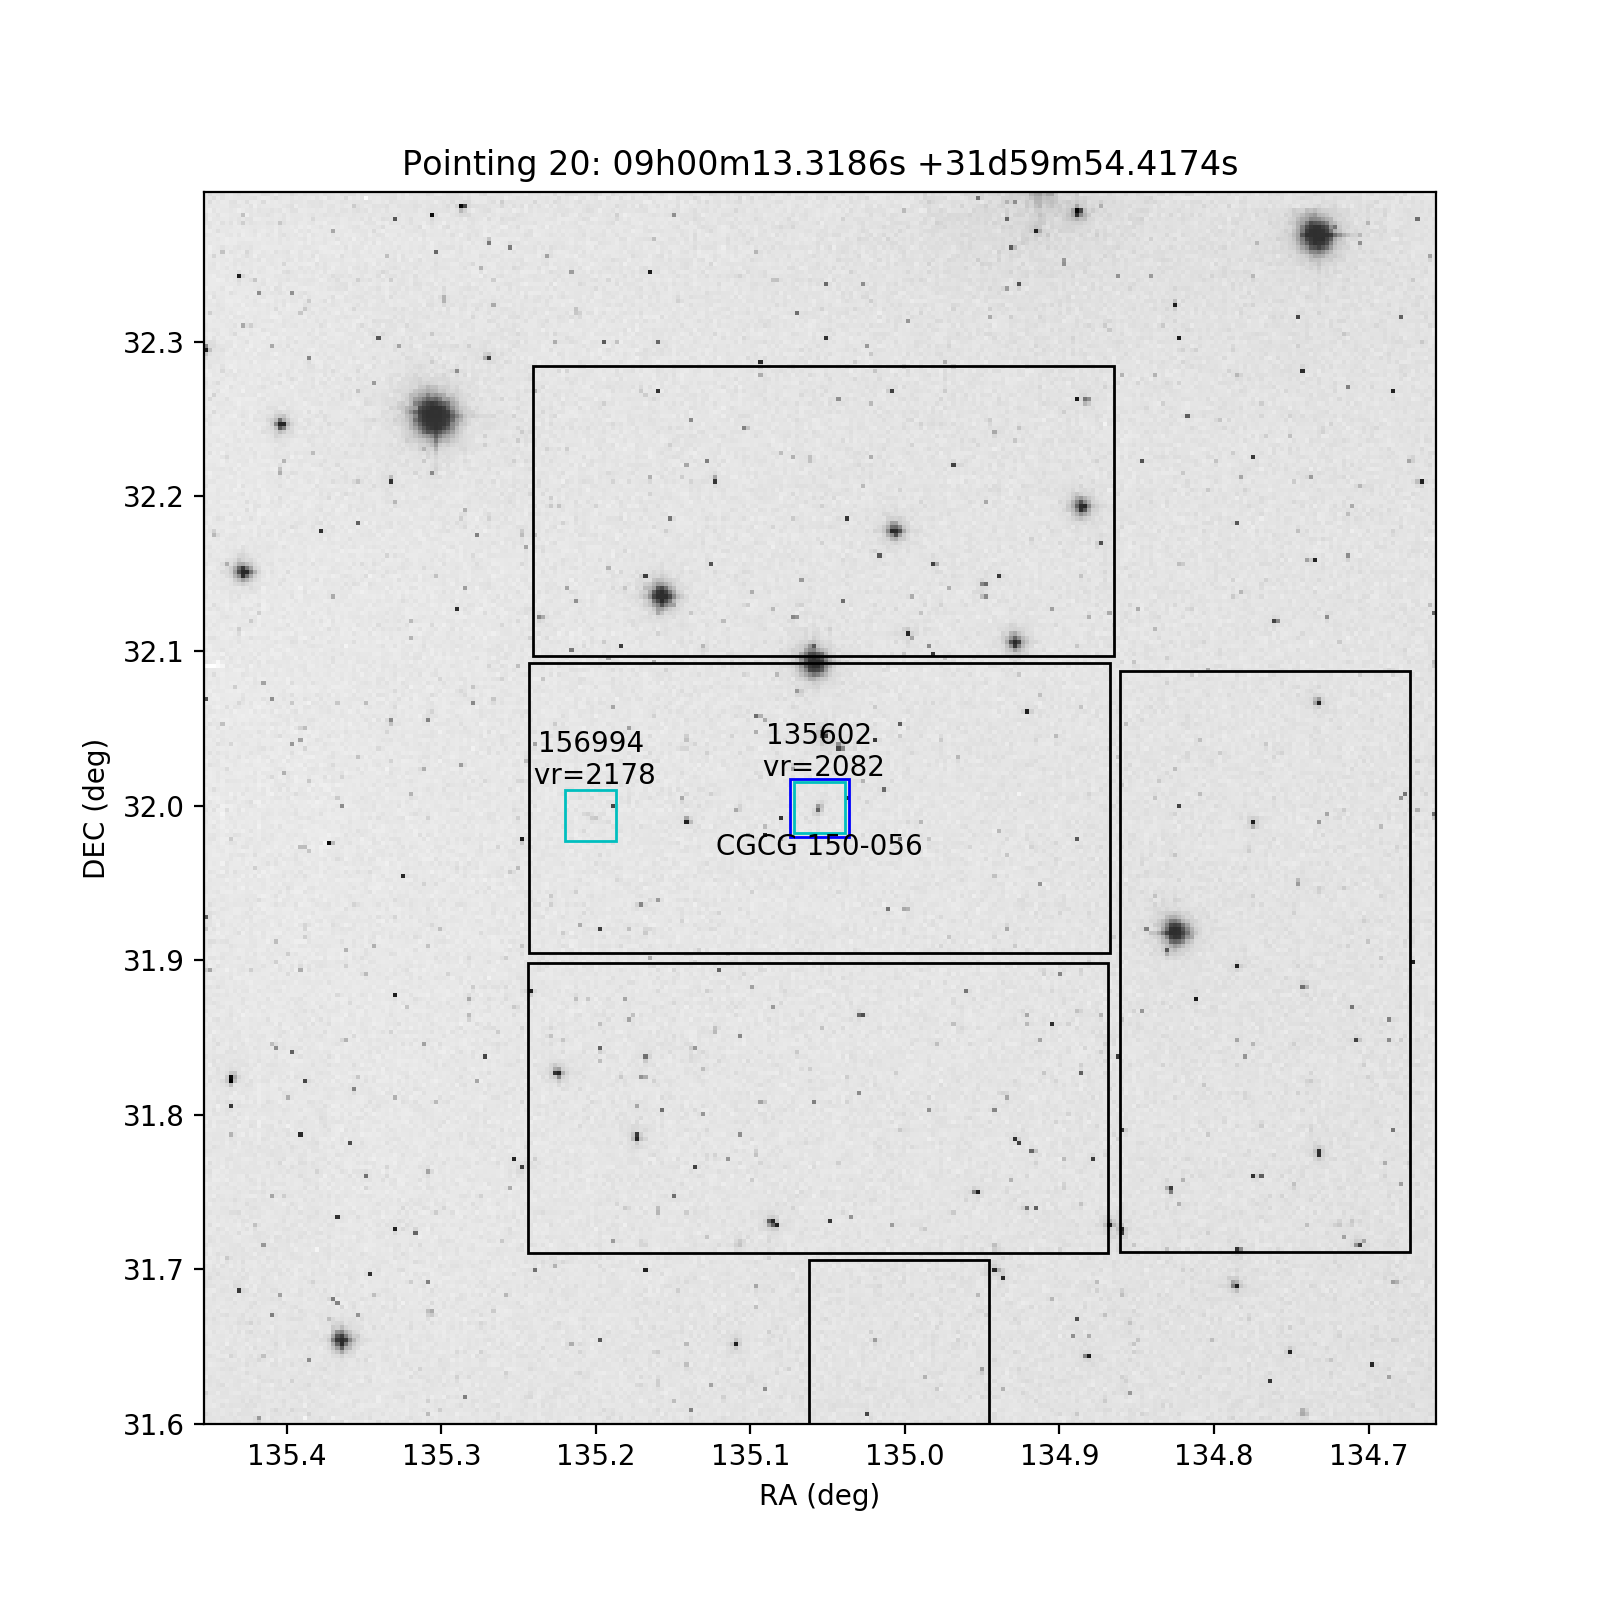 Pointing 20: 09h00m13.3186s +31d59m54.4174s
32.3
32.2
32.1
32.0
31.9
31.8
31.7
31.6
DEC (deg)
156994
vr=2178
135602
vr=2082
CGCG 150-056
135.4 135.3 135.2 135.1 135.0 134.9 134.8 134.7
RA (deg)